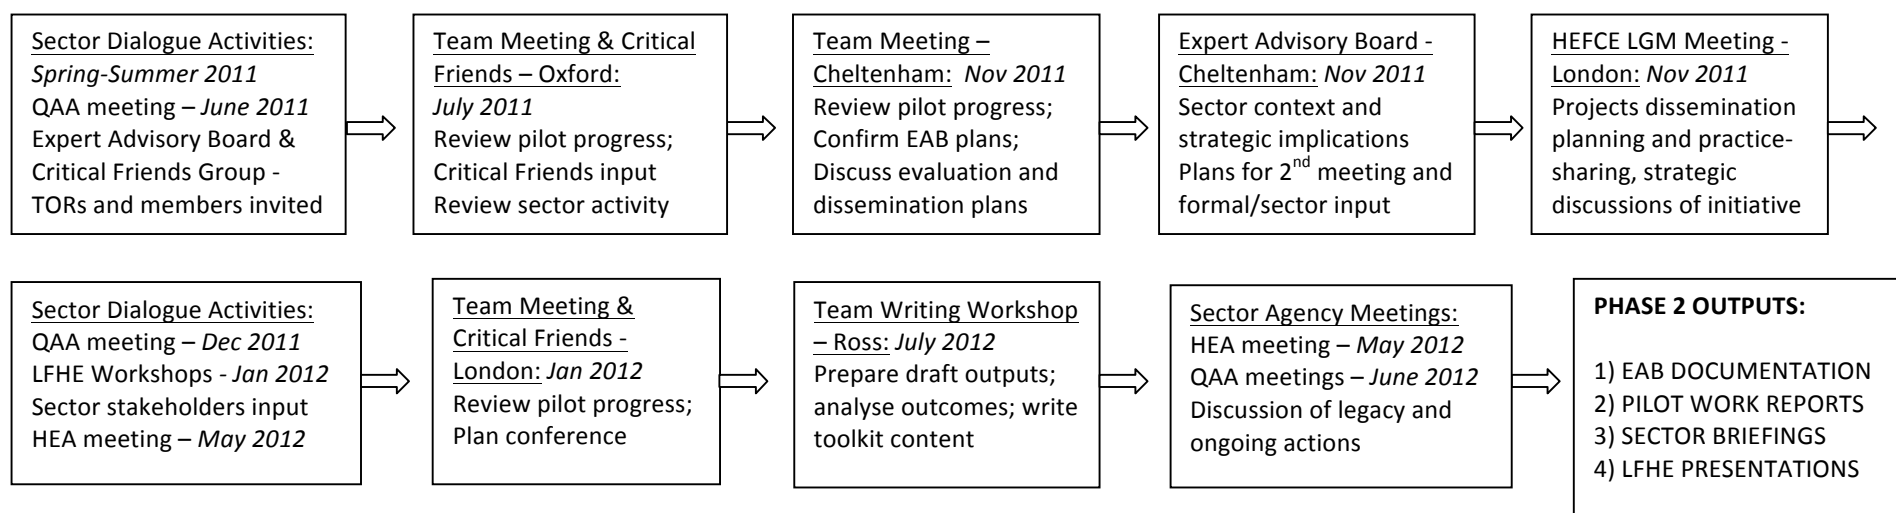 Sector Dialogue Activities:
Spring-Summer 2011
QAA meeting – June 2011
Expert Advisory Board &
Critical Friends Group -
TORs and members invited
Team Meeting & Critical
Friends – Oxford:
July 2011
Review pilot progress;
Critical Friends input
Review sector activity
Team Meeting –
Cheltenham: Nov 2011
Review pilot progress;
Confirm EAB plans;
Discuss evaluation and
dissemination plans
Expert Advisory Board -
Cheltenham: Nov 2011
Sector context and
strategic implications
Plans for 2nd meeting and
formal/sector input
HEFCE LGM Meeting -
London: Nov 2011
Projects dissemination
planning and practice-
sharing, strategic
discussions of initiative
Sector Dialogue Activities:
QAA meeting – Dec 2011
LFHE Workshops - Jan 2012
Sector stakeholders input
HEA meeting – May 2012
Team Meeting &
Critical Friends -
London: Jan 2012
Review pilot progress;
Plan conference
Team Writing Workshop
– Ross: July 2012
Prepare draft outputs;
analyse outcomes; write
toolkit content
Sector Agency Meetings:
HEA meeting – May 2012
QAA meetings – June 2012
Discussion of legacy and
ongoing actions
PHASE 2 OUTPUTS:
1) EAB DOCUMENTATION
2) PILOT WORK REPORTS
3) SECTOR BRIEFINGS
4) LFHE PRESENTATIONS